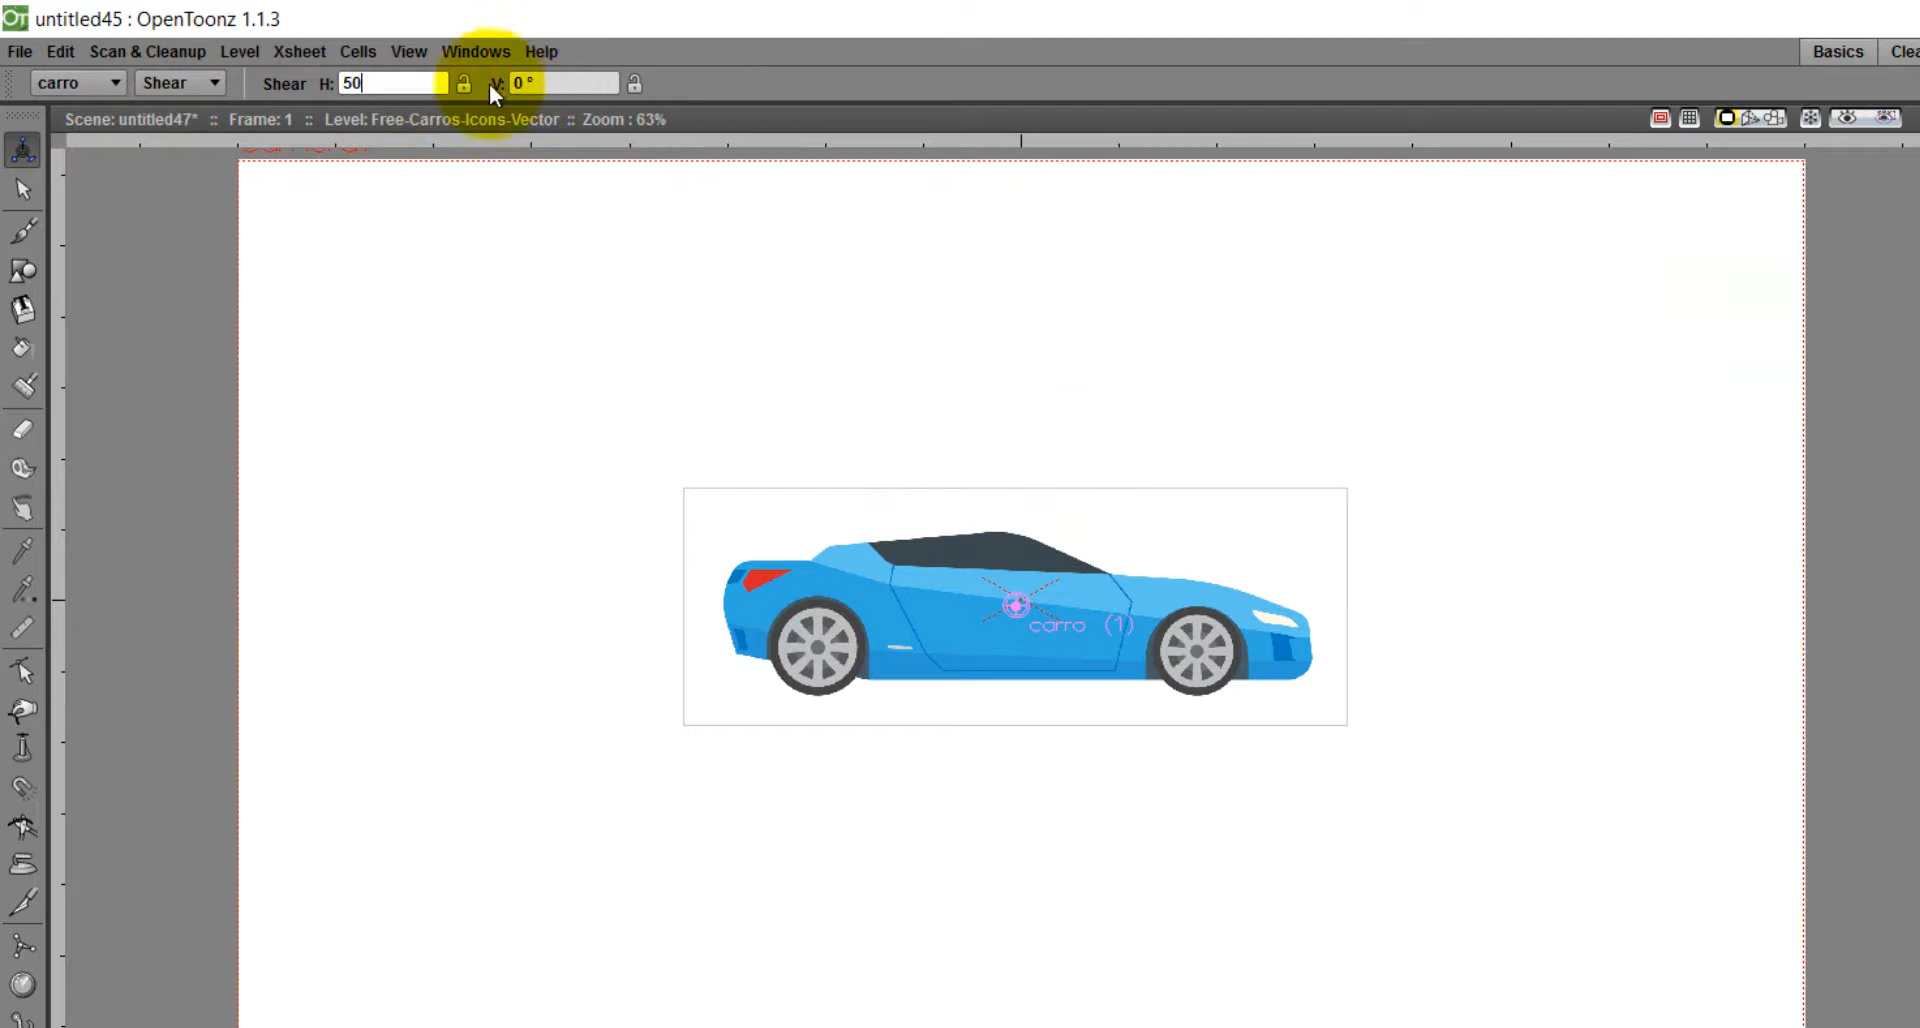 untitled45 : OpenToonz 1.1.3
File Edit Scan & Cleanup Level Xsheet Cells View Windows Help Basics Clea
carro Shear Shear H: 50 V: 0 °
Scene: untitled47* :: Frame: 1 :: Level: Free-Carros-Icons-Vector :: Zoom : 63%
carro (1)